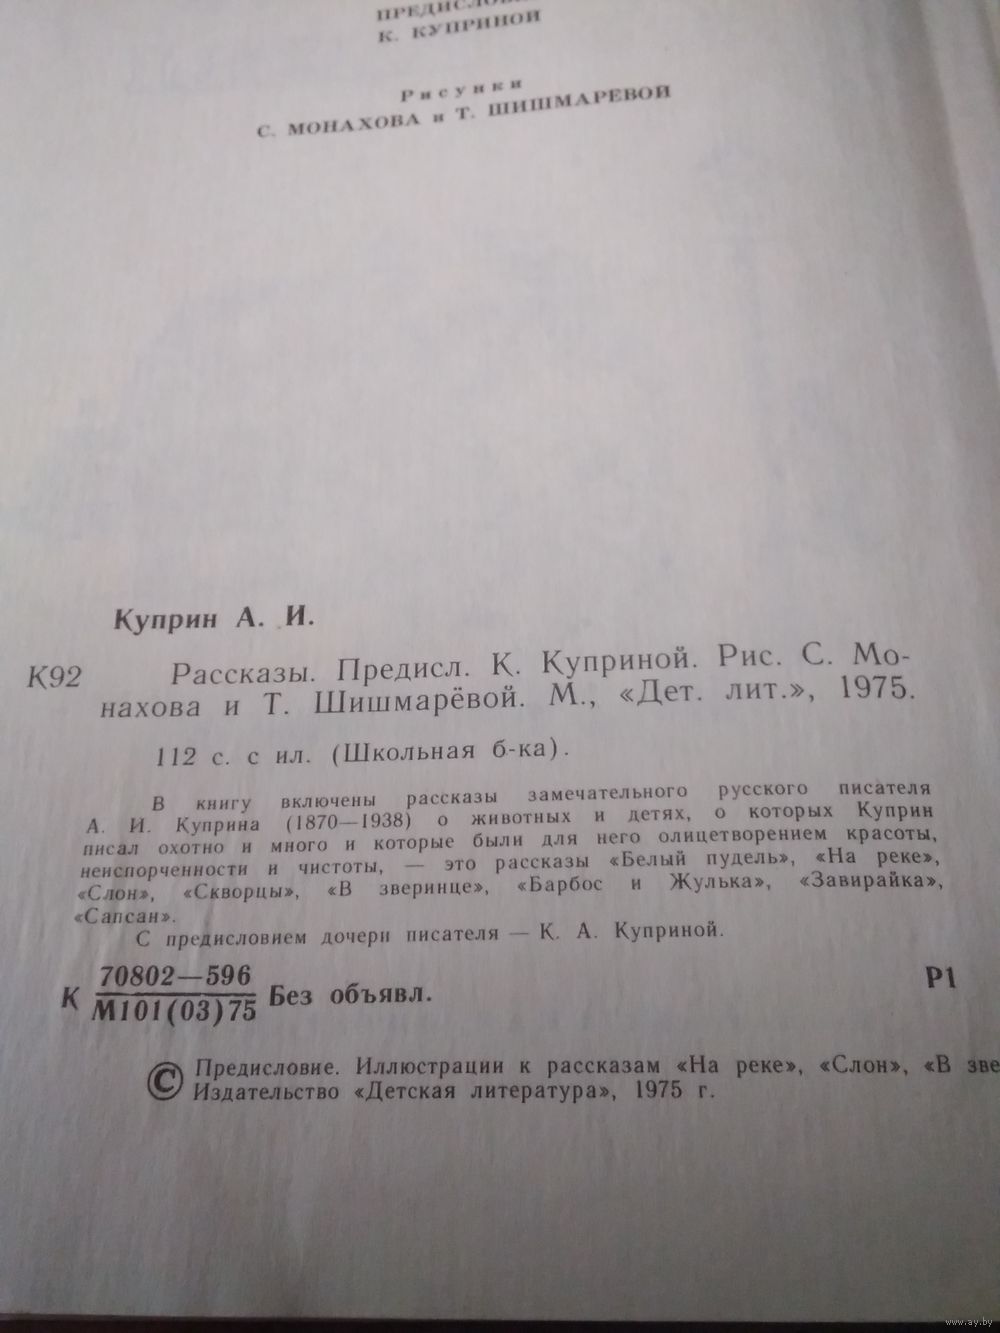 ПРЕДИСЛОВИЕ
К. КУПРИНОЙ
Рисунки
С. МОНАХОВА и Т. ШИШМАРЕВОЙ
Куприн А. И.
К92 Рассказы. Предисл. К. Куприной. Рис. С. Мо-
нахова и Т. Шишмарёвой. М., «Дет. лит.», 1975.
112 с. с ил. (Школьная б-ка).
В книгу включены рассказы замечательного русского писателя
А. И. Куприна (1870—1938) о животных и детях, о которых Куприн
писал охотно и много и которые были для него олицетворением красоты,
неиспорченности и чистоты, — это рассказы «Белый пудель», «На реке»,
«Слон», «Скворцы», «В зверинце», «Барбос и Жулька», «Завирайка»,
«Сапсан».
С предисловием дочери писателя — К. А. Куприной.
70802—596
К М101(03)75 Без объявл. Р1
© Предисловие. Иллюстрации к рассказам «На реке», «Слон», «В зве
Издательство «Детская литература», 1975 г.
www.ay.by